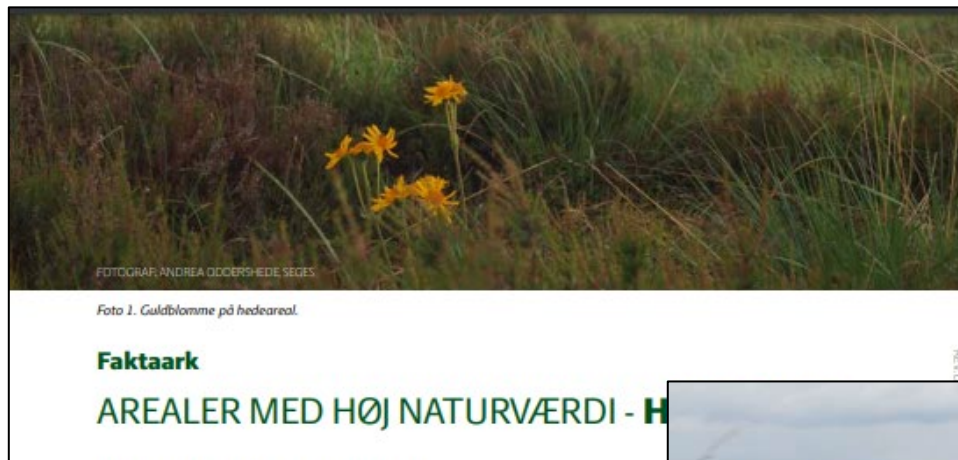 FOTOGRAF: ANDREA ODDERSHEDE, SEGES
Foto 1. Guldblomme på hedeareal.
Faktaark
AREALER MED HØJ NATURVÆRDI - H